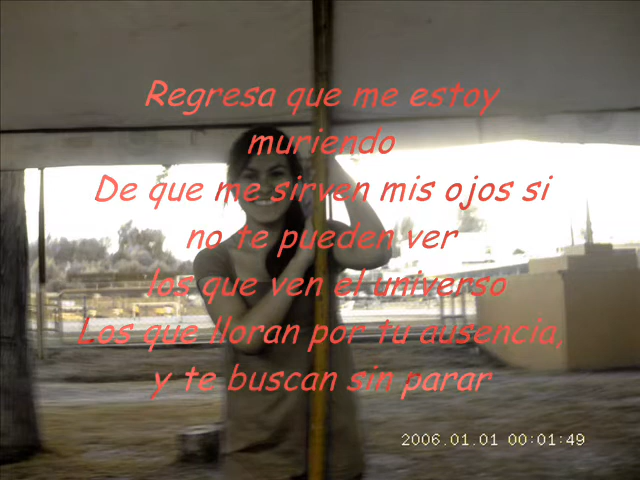 Regresa que me estoy
muriendo
De que me sirven mis ojos si
no te pueden ver
los que ven el universo
Los que lloran por tu ausencia,
y te buscan sin parar
2006.01.01 00:01:49